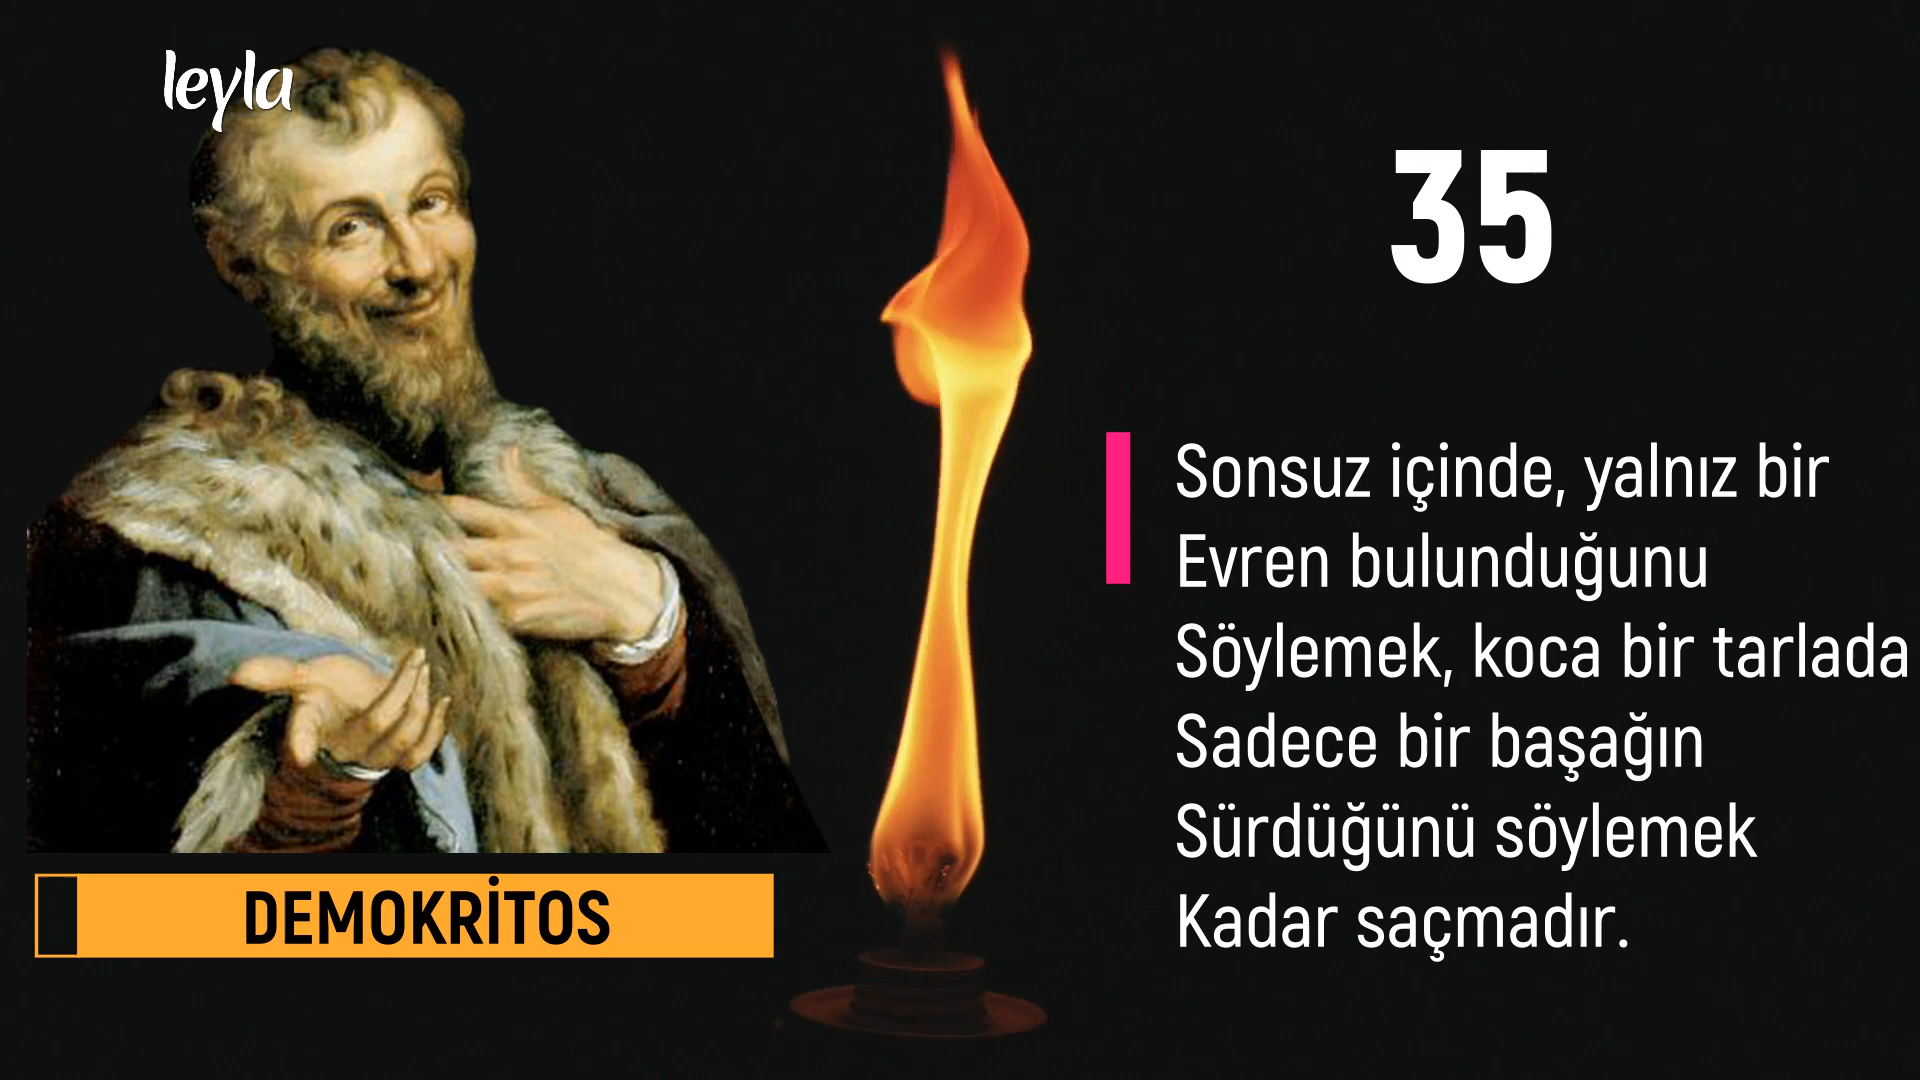 leyla
35
Sonsuz içinde, yalnız bir
Evren bulunduğunu
Söylemek, koca bir tarlada
Sadece bir başağın
Sürdüğünü söylemek
Kadar saçmadır.
DEMOKRİTOS